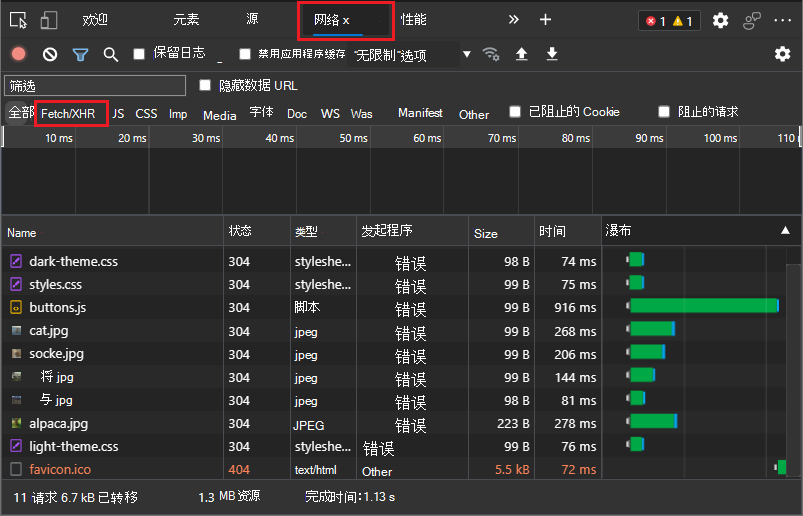 欢迎 元素 源 网络 x 性能 » + 1 1
保留日志 _ 禁用应用程序缓存 "无限制"选项
筛选 隐藏数据 URL
全部 Fetch/XHR JS CSS Imp Media 字体 Doc WS Was Manifest Other 已阻止的 Cookie 阻止的请求
10 ms 20 ms 30 ms 40 ms 50 ms 60 ms 70 ms 80 ms 90 ms 100 ms 110 m
Name 状态 类型 发起程序 Size 时间 瀑布
dark-theme.css 304 styleshe... 错误 98 B 74 ms
styles.css 304 styleshe... 错误 99 B 75 ms
buttons.js 304 脚本 错误 99 B 916 ms
cat.jpg 304 jpeg 错误 99 B 268 ms
socke.jpg 304 jpeg 错误 99 B 206 ms
将 jpg 304 jpeg 错误 99 B 144 ms
与 jpg 304 jpeg 错误 98 B 81 ms
alpaca.jpg 304 JPEG 错误 223 B 278 ms
light-theme.css 304 styleshe... 错误 99 B 76 ms
favicon.ico 404 text/html Other 5.5 kB 72 ms
11 请求 6.7 kB 已转移 1.3 MB 资源 完成时间：1.13 s